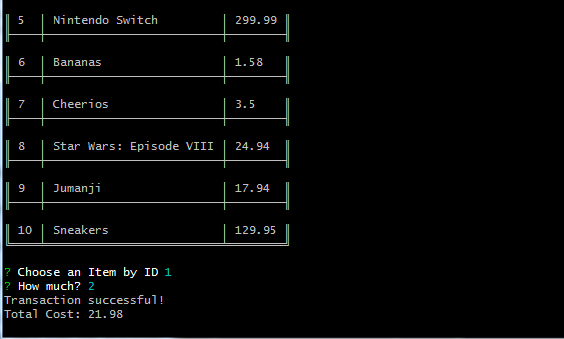 5 Nintendo Switch 299.99
6 Bananas 1.58
7 Cheerios 3.5
8 Star Wars: Episode VIII 24.94
9 Jumanji 17.94
10 Sneakers 129.95
? Choose an Item by ID 1
? How much? 2
Transaction successful!
Total Cost: 21.98